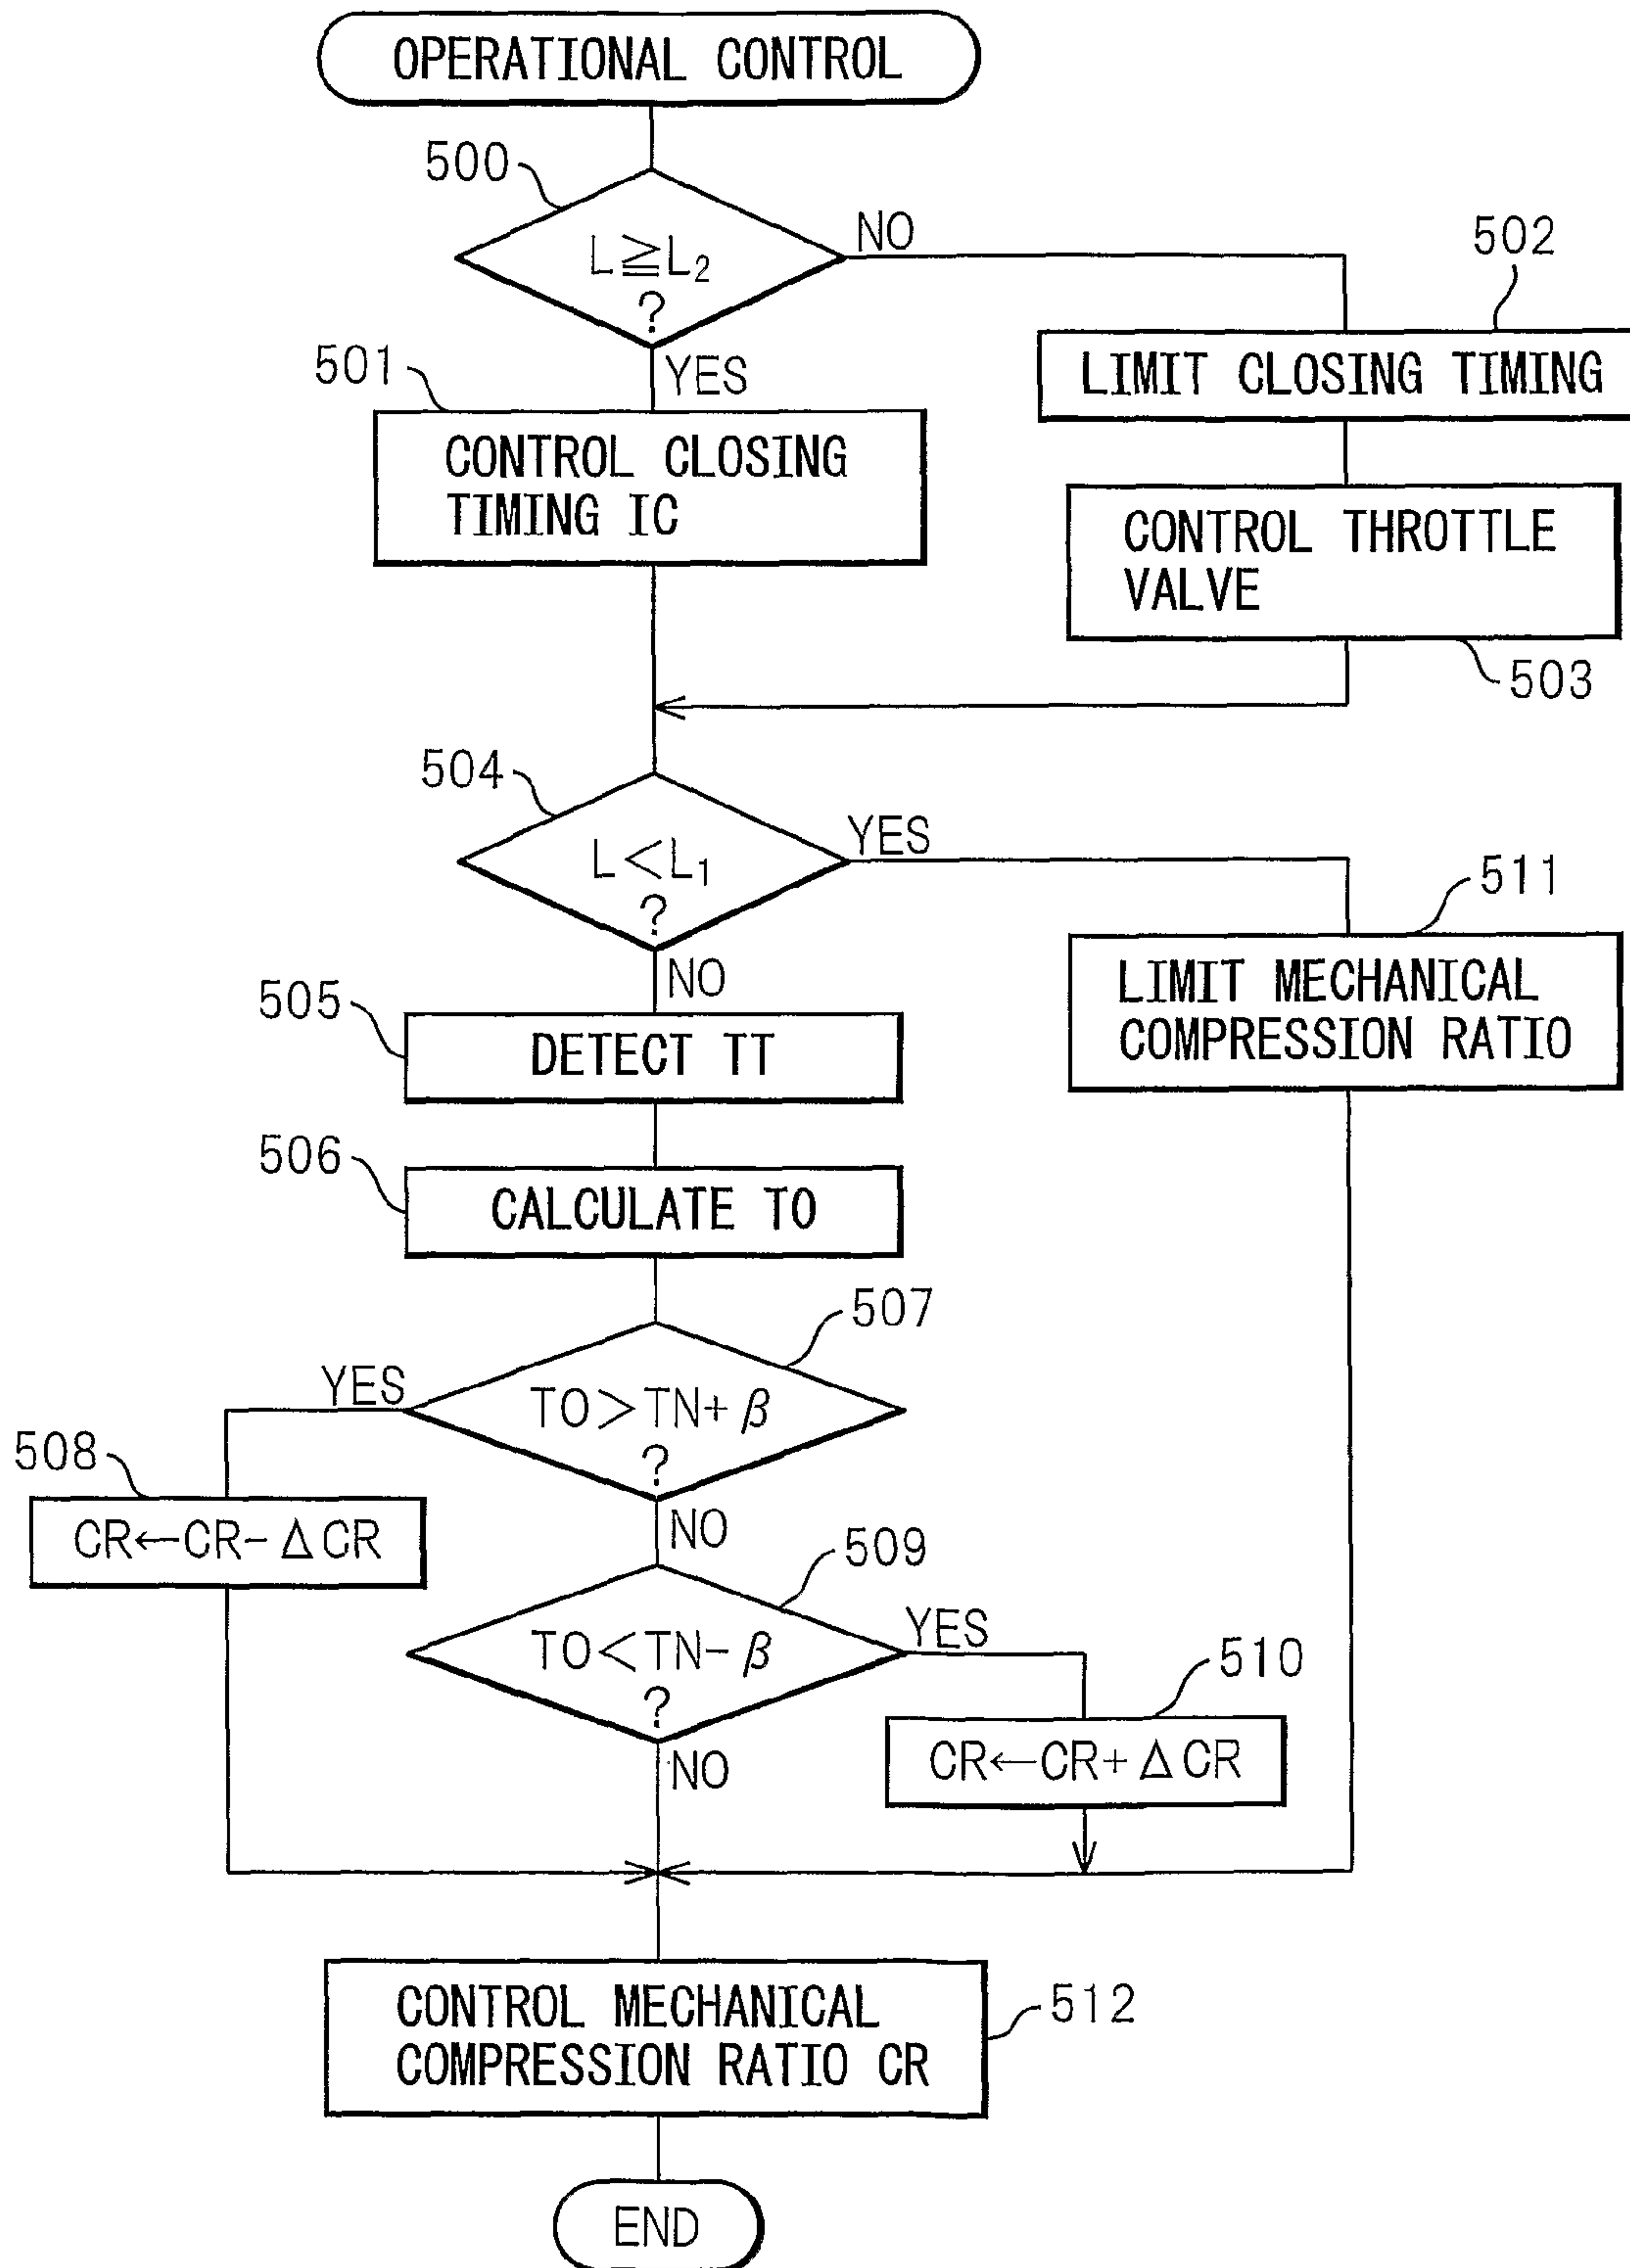 OPERATIONAL CONTROL
500
L≧L₂
?
NO
YES
502
LIMIT CLOSING TIMING
501
CONTROL CLOSING
TIMING IC
CONTROL THROTTLE
VALVE
503
504
L<L₁
?
YES
NO
511
LIMIT MECHANICAL
COMPRESSION RATIO
505
DETECT TT
506
CALCULATE TO
507
TO>TN+β
?
YES
NO
508
CR←CR-ΔCR
509
TO<TN-β
?
YES
NO
510
CR←CR+ΔCR
CONTROL MECHANICAL
COMPRESSION RATIO CR
512
END